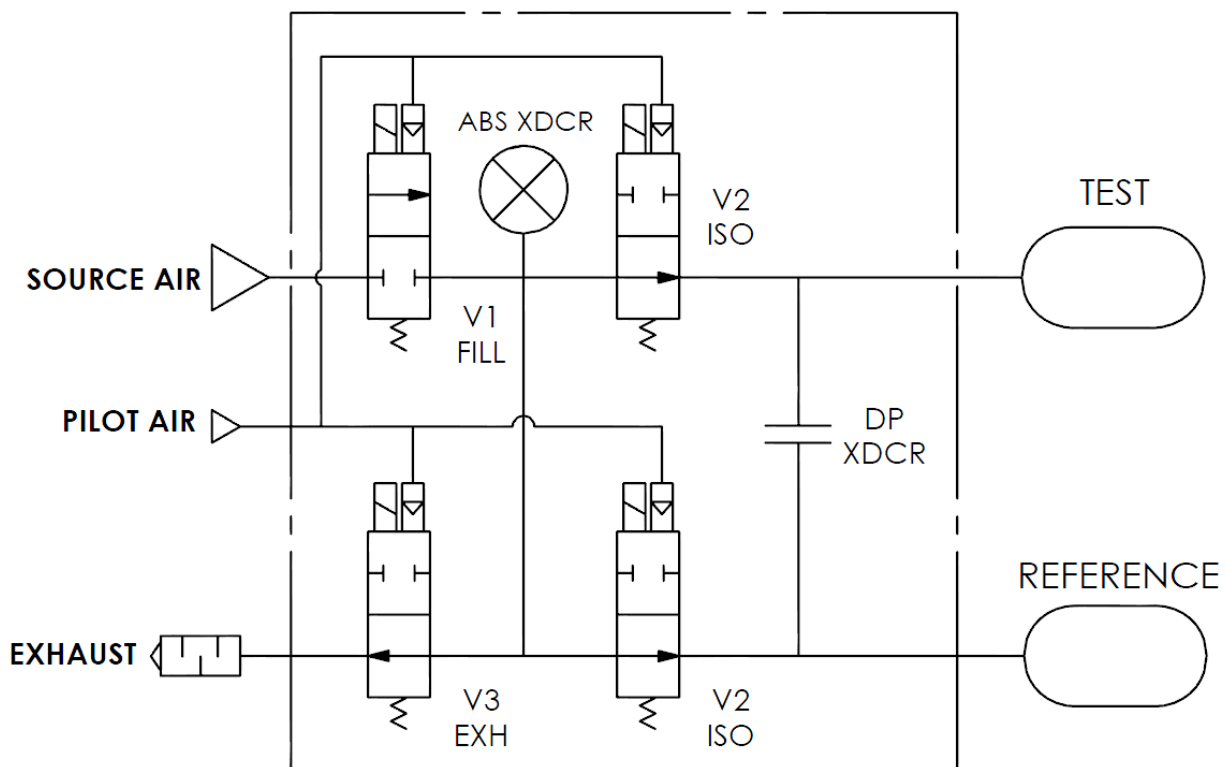 ABS XDCR
V2
ISO
TEST
SOURCE AIR
V1
FILL
PILOT AIR
DP
XDCR
REFERENCE
EXHAUST
V3
EXH
V2
ISO